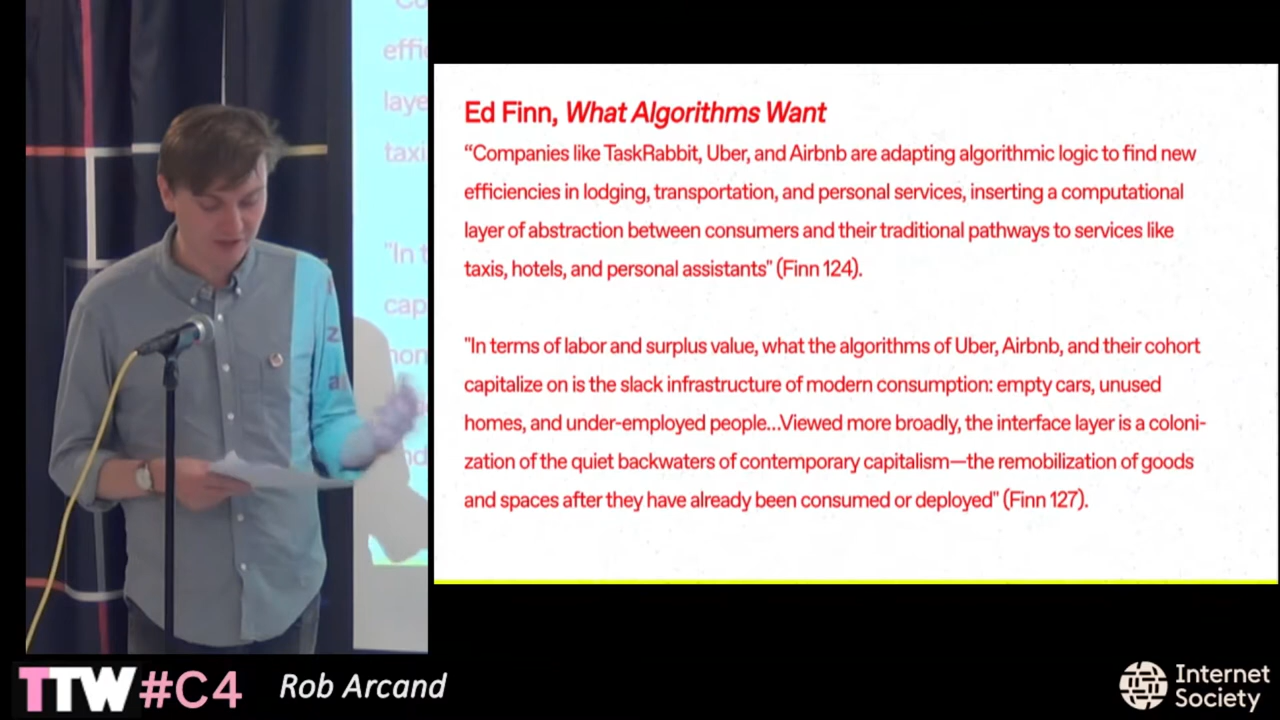 Ed Finn, What Algorithms Want
“Companies like TaskRabbit, Uber, and Airbnb are adapting algorithmic logic to find new
efficiencies in lodging, transportation, and personal services, inserting a computational
layer of abstraction between consumers and their traditional pathways to services like
taxis, hotels, and personal assistants" (Finn 124).
"In terms of labor and surplus value, what the algorithms of Uber, Airbnb, and their cohort
capitalize on is the slack infrastructure of modern consumption: empty cars, unused
homes, and under-employed people...Viewed more broadly, the interface layer is a coloni-
zation of the quiet backwaters of contemporary capitalism—the remobilization of goods
and spaces after they have already been consumed or deployed" (Finn 127).
effi
laye
taxi
"In t
cap
TTW#C4 Rob Arcand
Internet
Society